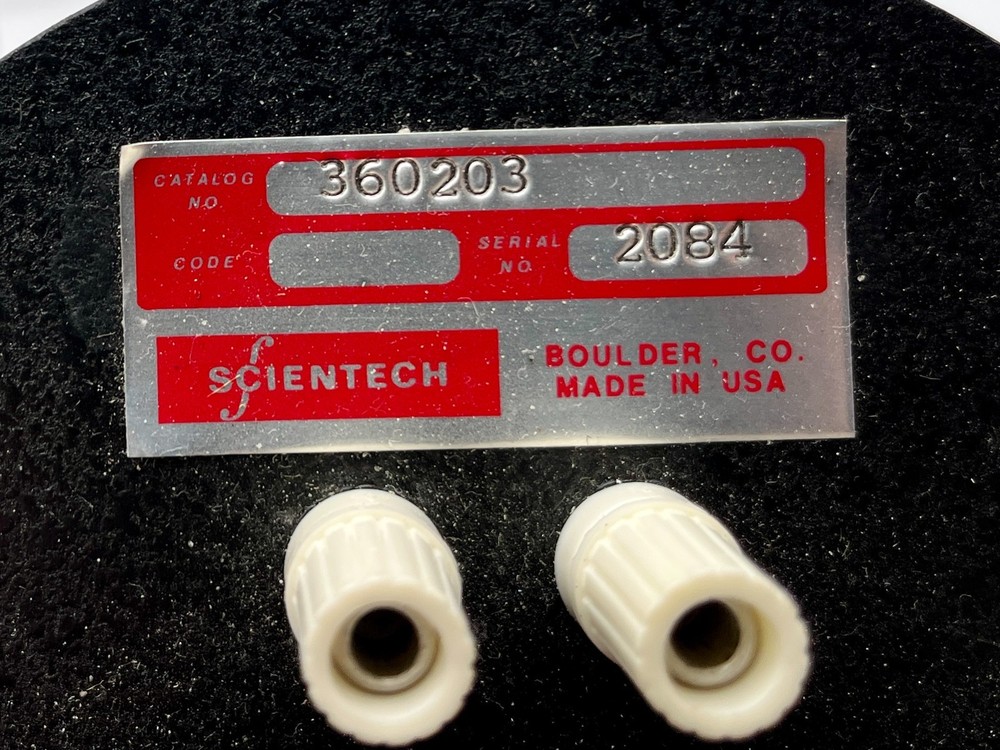 CATALOG NO. 360203
CODE SERIAL NO. 2084
SCIENTECH
BOULDER, CO.
MADE IN USA